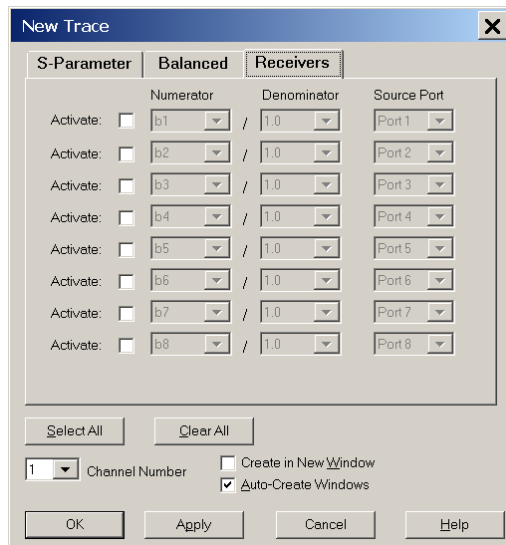 New Trace
S-Parameter Balanced Receivers
Numerator Denominator Source Port
Activate: b1 / 1.0 Port 1
Activate: b2 / 1.0 Port 2
Activate: b3 / 1.0 Port 3
Activate: b4 / 1.0 Port 4
Activate: b5 / 1.0 Port 5
Activate: b6 / 1.0 Port 6
Activate: b7 / 1.0 Port 7
Activate: b8 / 1.0 Port 8
Select All Clear All
1 Channel Number Create in New Window
Auto-Create Windows
OK Apply Cancel Help